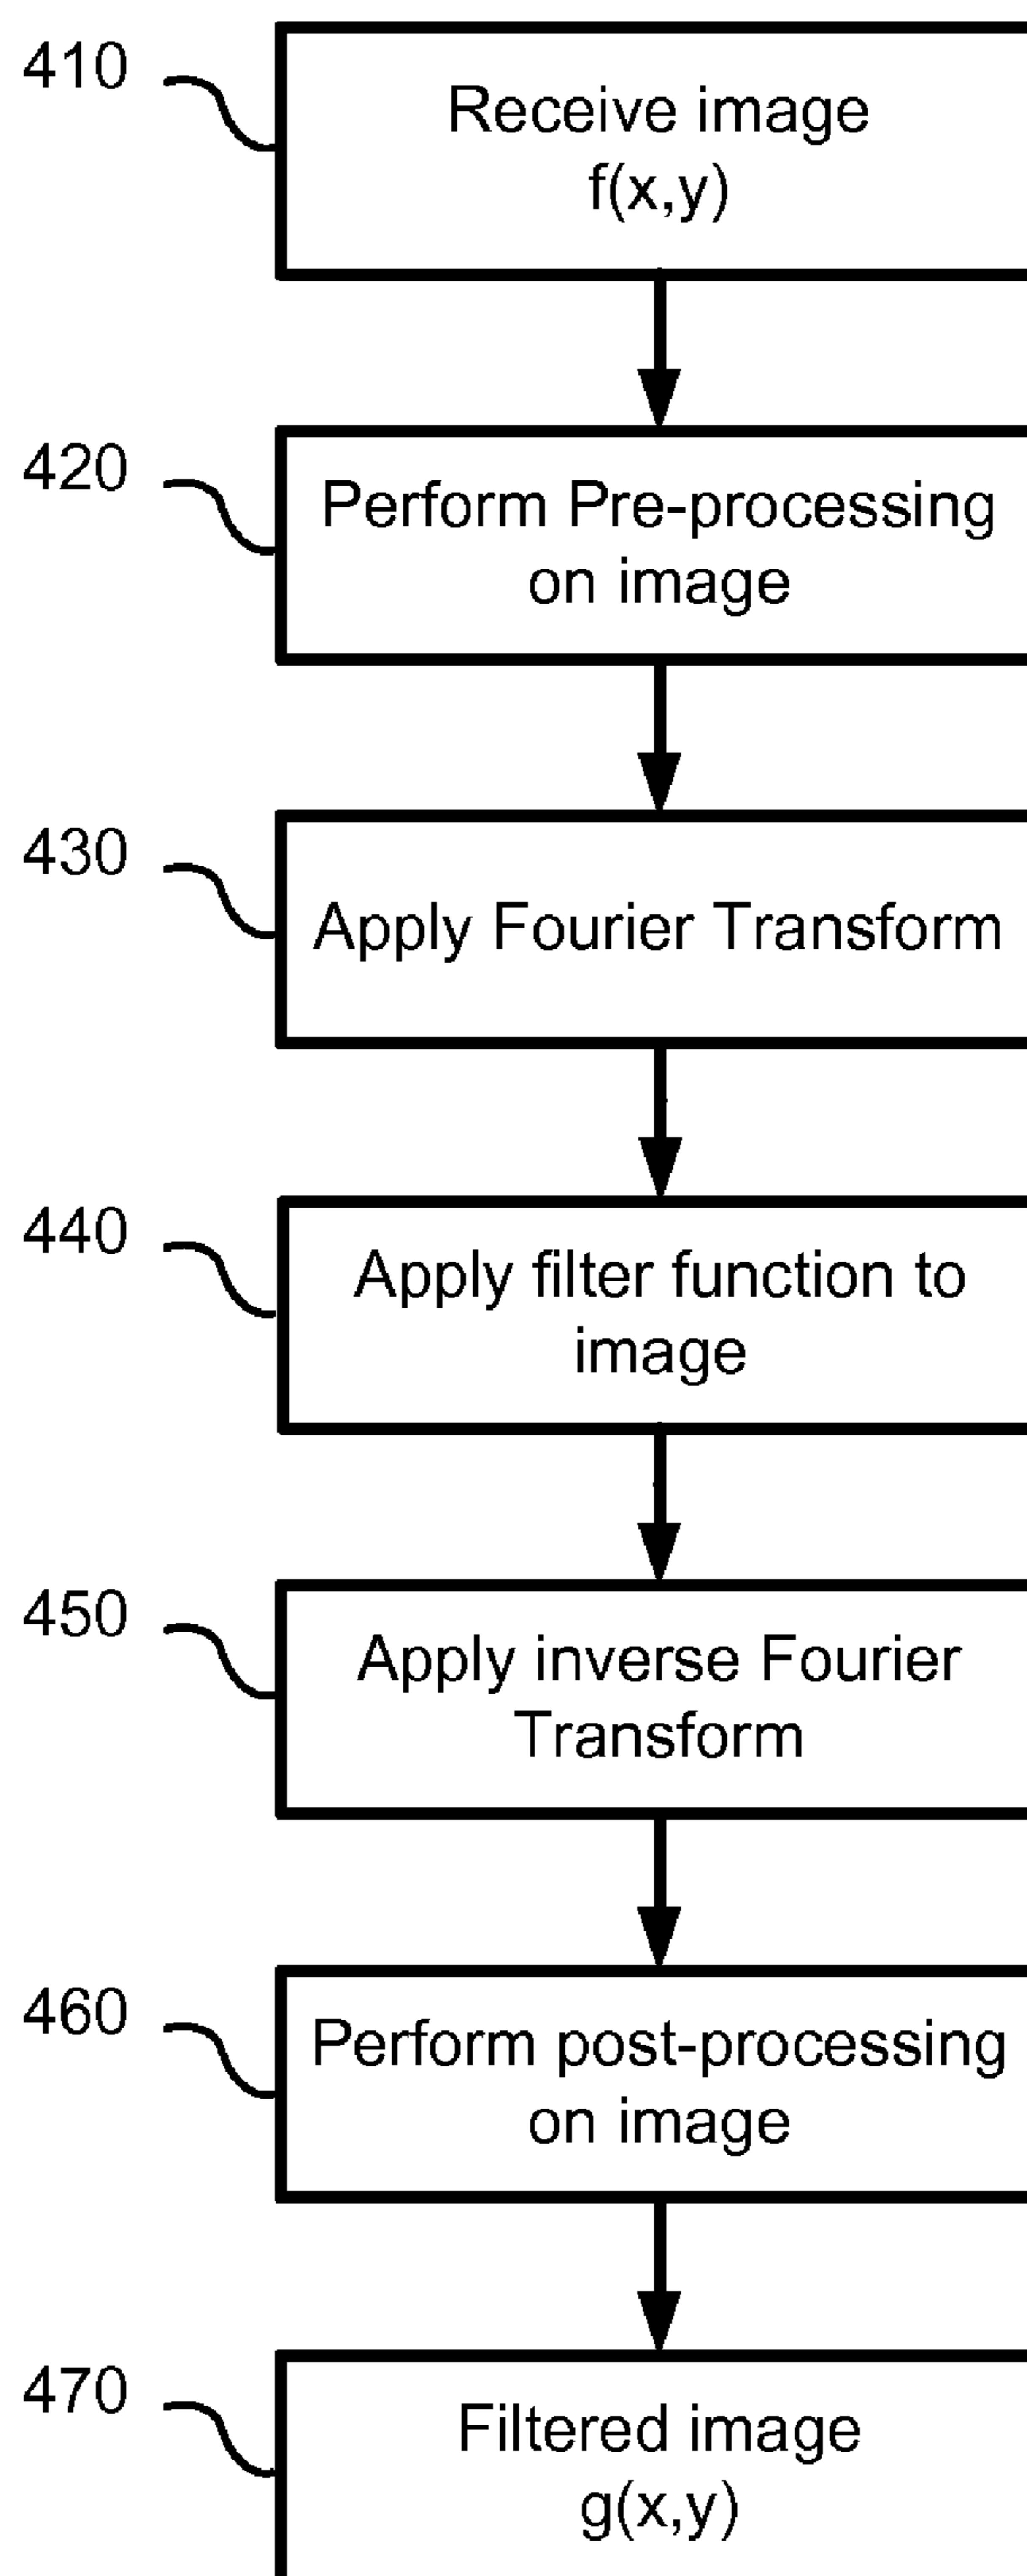 410
Receive image
f(x,y)
420
Perform Pre-processing
on image
430
Apply Fourier Transform
440
Apply filter function to
image
450
Apply inverse Fourier
Transform
460
Perform post-processing
on image
470
Filtered image
g(x,y)